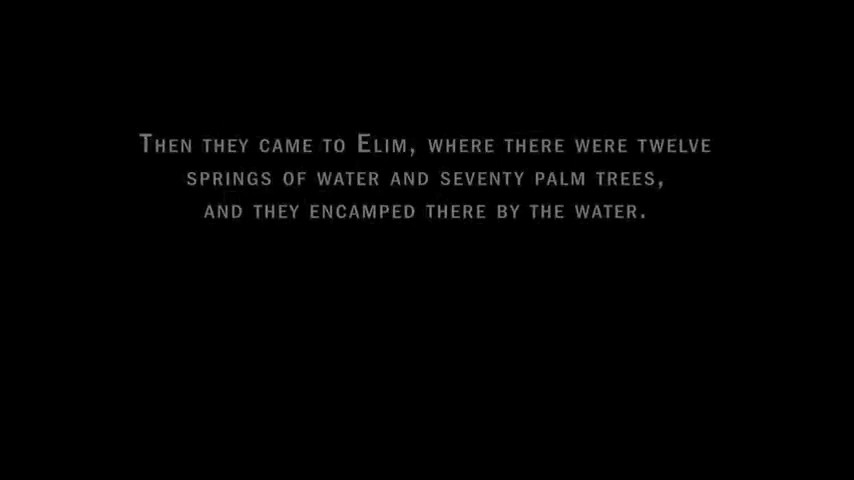 Then they came to Elim, where there were twelve
springs of water and seventy palm trees,
and they encamped there by the water.